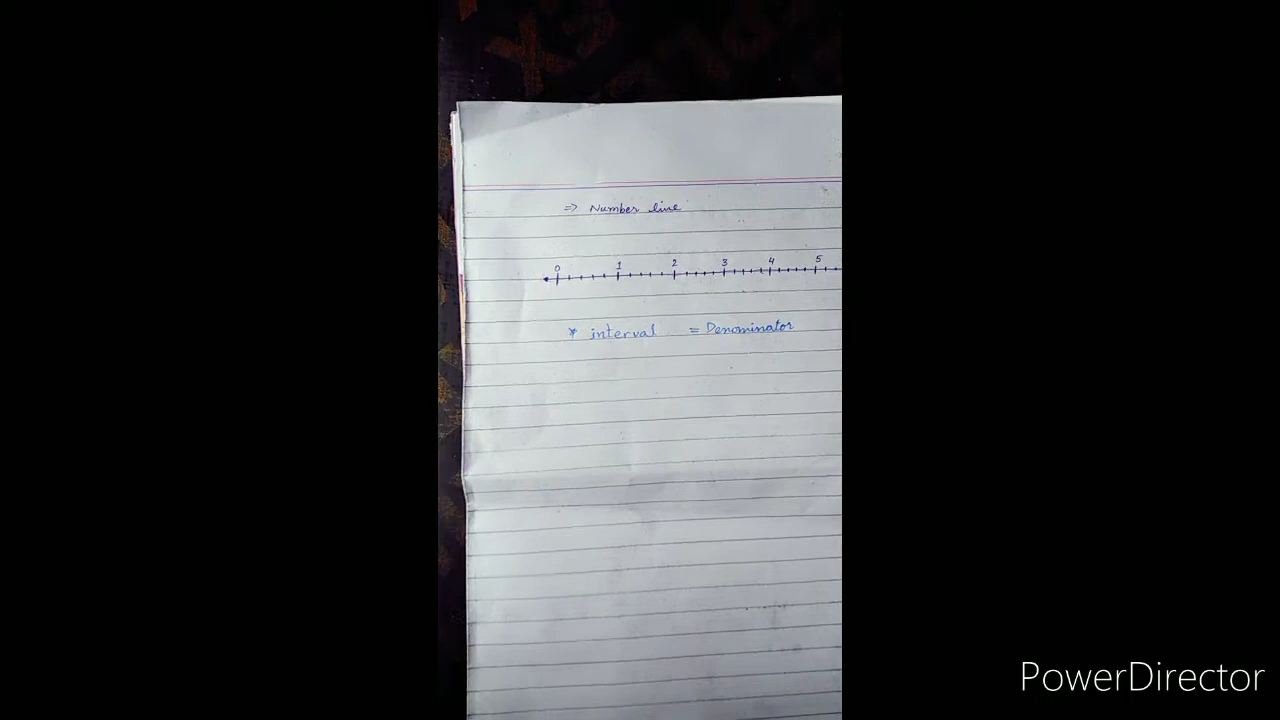 ⇒ Number line
0 1 2 3 4 5
* interval = Denominator
PowerDirector